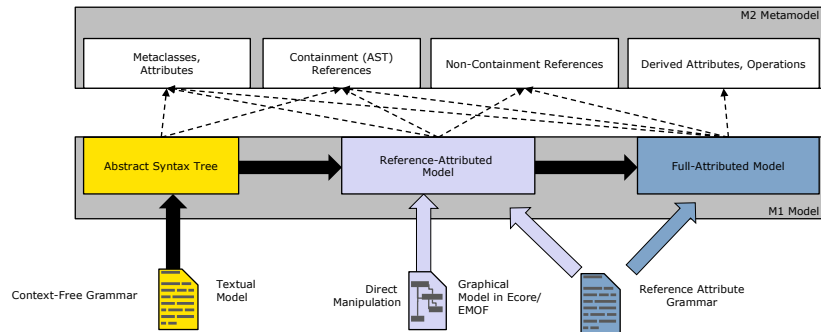 M2 Metamodel
Metaclasses,
Attributes
Containment (AST)
References
Non-Containment References
Derived Attributes, Operations
Abstract Syntax Tree
Reference-Attributed
Model
Full-Attributed Model
M1 Model
Context-Free Grammar
Textual
Model
Direct
Manipulation
Graphical
Model in Ecore/
EMOF
Reference Attribute
Grammar